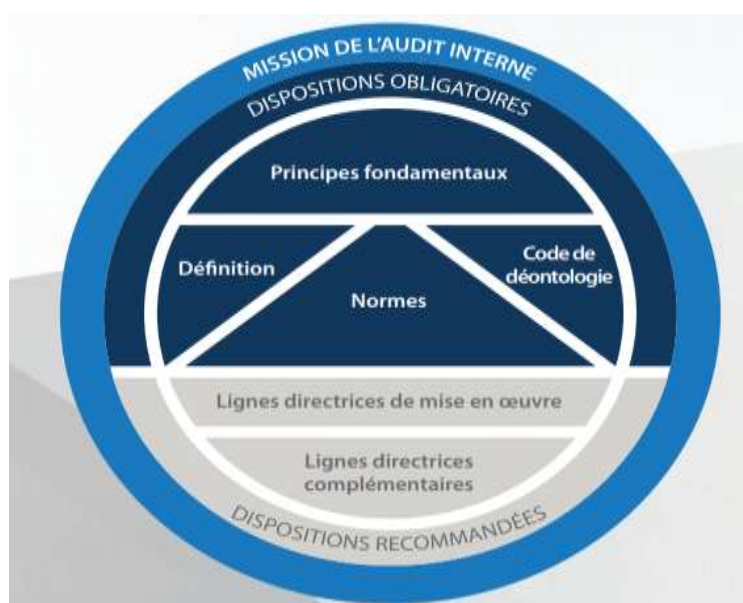 MISSION DE L'AUDIT INTERNE
DISPOSITIONS OBLIGATOIRES
Principes fondamentaux
Définition
Code de
déontologie
Normes
Lignes directrices de mise en œuvre
Lignes directrices
complémentaires
DISPOSITIONS RECOMMANDÉES